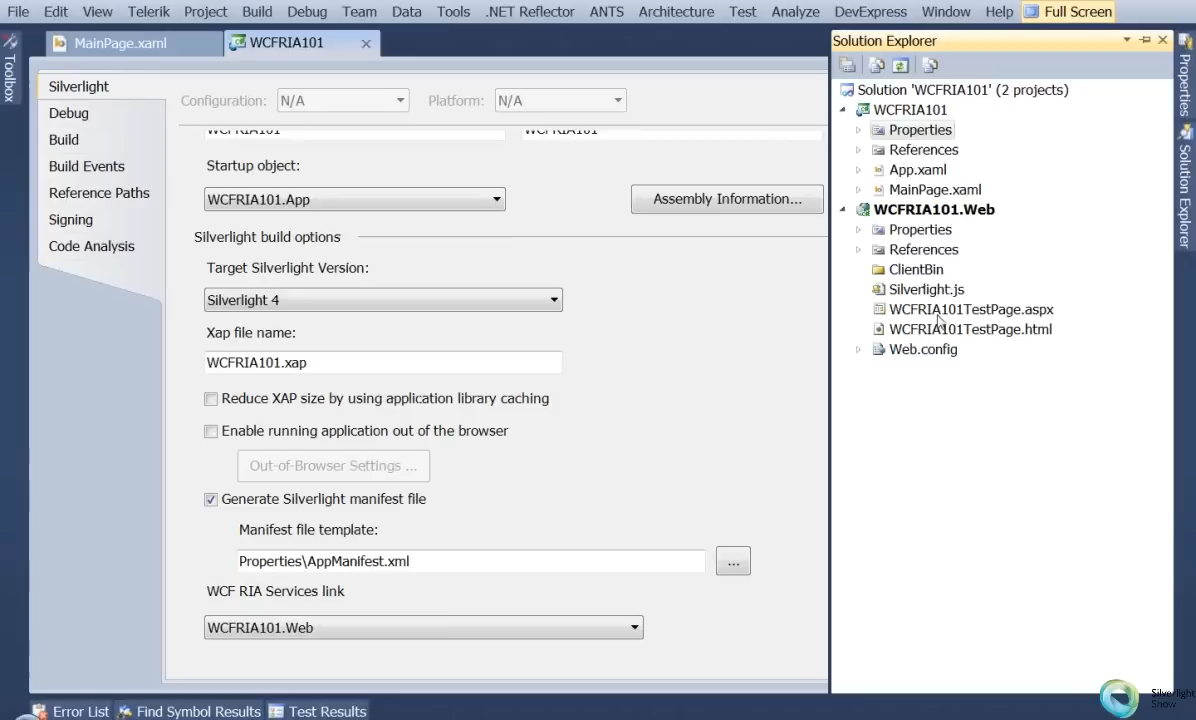 File Edit View Telerik Project Build Debug Team Data Tools .NET Reflector ANTS Architecture Test Analyze DevExpress Window Help Full Screen
Toolbox
MainPage.xaml WCFRIA101
Silverlight
Debug
Build
Build Events
Reference Paths
Signing
Code Analysis
Configuration: N/A Platform: N/A
WCFRIA101 WCFRIA101
Startup object:
WCFRIA101.App Assembly Information...
Silverlight build options
Target Silverlight Version:
Silverlight 4
Xap file name:
WCFRIA101.xap
Reduce XAP size by using application library caching
Enable running application out of the browser
Out-of-Browser Settings ...
Generate Silverlight manifest file
Manifest file template:
Properties\AppManifest.xml ...
WCF RIA Services link
WCFRIA101.Web
Solution Explorer
Solution 'WCFRIA101' (2 projects)
WCFRIA101
Properties
References
App.xaml
MainPage.xaml
WCFRIA101.Web
Properties
References
ClientBin
Silverlight.js
WCFRIA101TestPage.aspx
WCFRIA101TestPage.html
Web.config
Properties
Solution Explorer
Error List Find Symbol Results Test Results
Silverlight
Snow